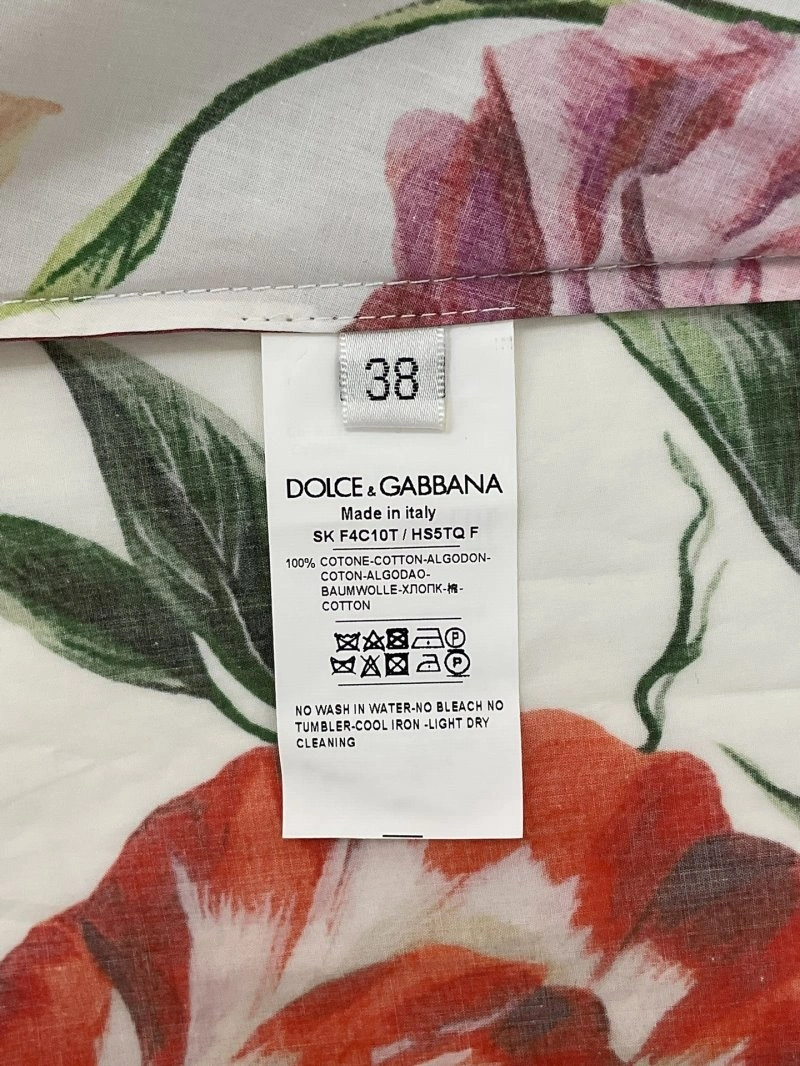 38
DOLCE & GABBANA
Made in italy
SK F4C10T / HS5TQ F
100% COTONE-COTTON-ALGODON-
COTON-ALGODAO-
BAUMWOLLE-ХЛОПК-棉-
COTTON
P
P
NO WASH IN WATER-NO BLEACH NO
TUMBLER-COOL IRON -LIGHT DRY
CLEANING